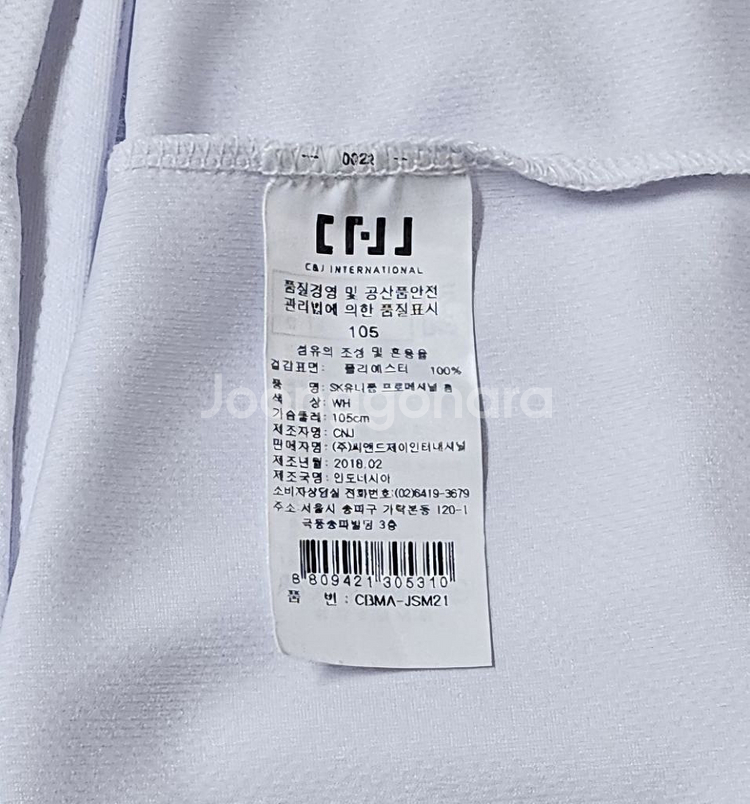 0022
CNJ
C&J INTERNATIONAL
품질경영 및 공산품안전
관리법에 의한 품질표시
105
섬유의 조성 및 혼용율
겉감표면: 폴리에스터 100%
품 명: SK유니폼 프로페셔널 홈
색 상: WH
가슴둘레: 105cm
제조자명: CNJ
판매자명: (주)씨앤드제이인터내셔널
제조년월: 2018.02
제조국명: 인도네시아
소비자상담실 전화번호:(02)6419-3679
주소:서울시 송파구 가락본동 120-1
극동송파빌딩 3층
8 809421 305310
품 번 : CBMA-JSM21
Joonggonara